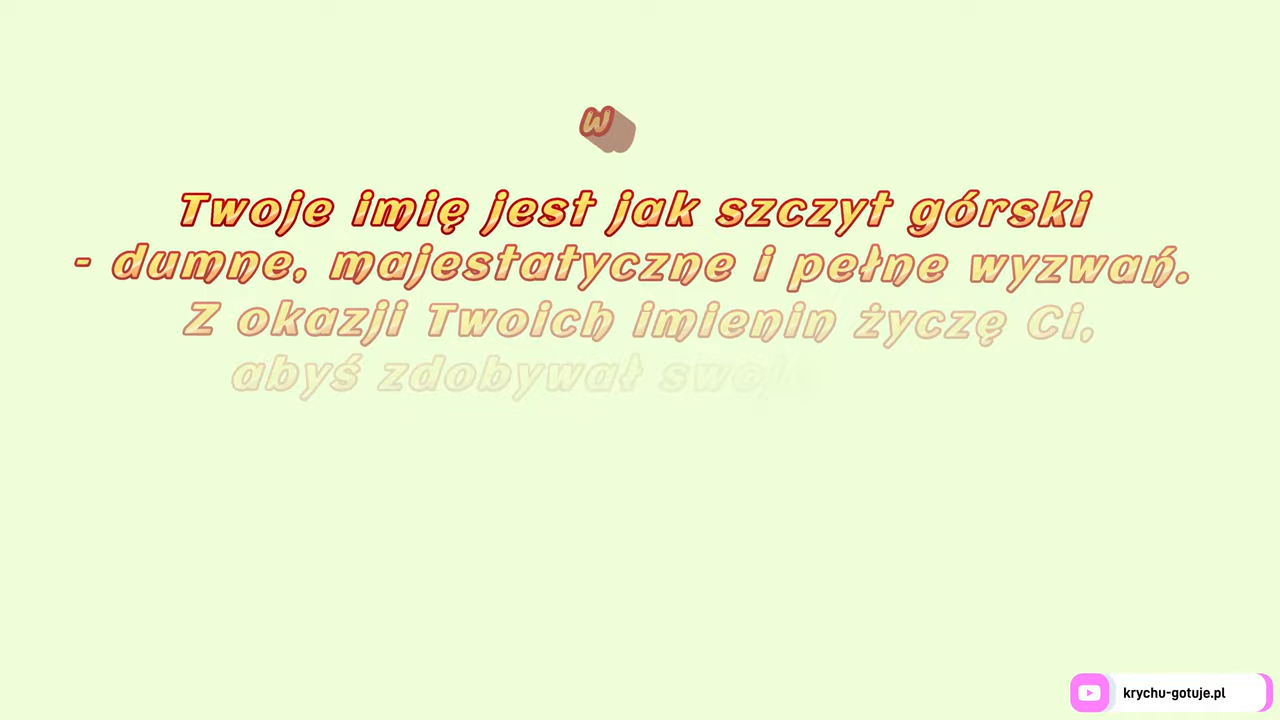 W
Twoje imię jest jak szczyt górski
- dumne, majestatyczne i pełne wyzwań.
Z okazji Twoich imienin życzę Ci,
abyś zdobywał swoje
krychu-gotuje.pl